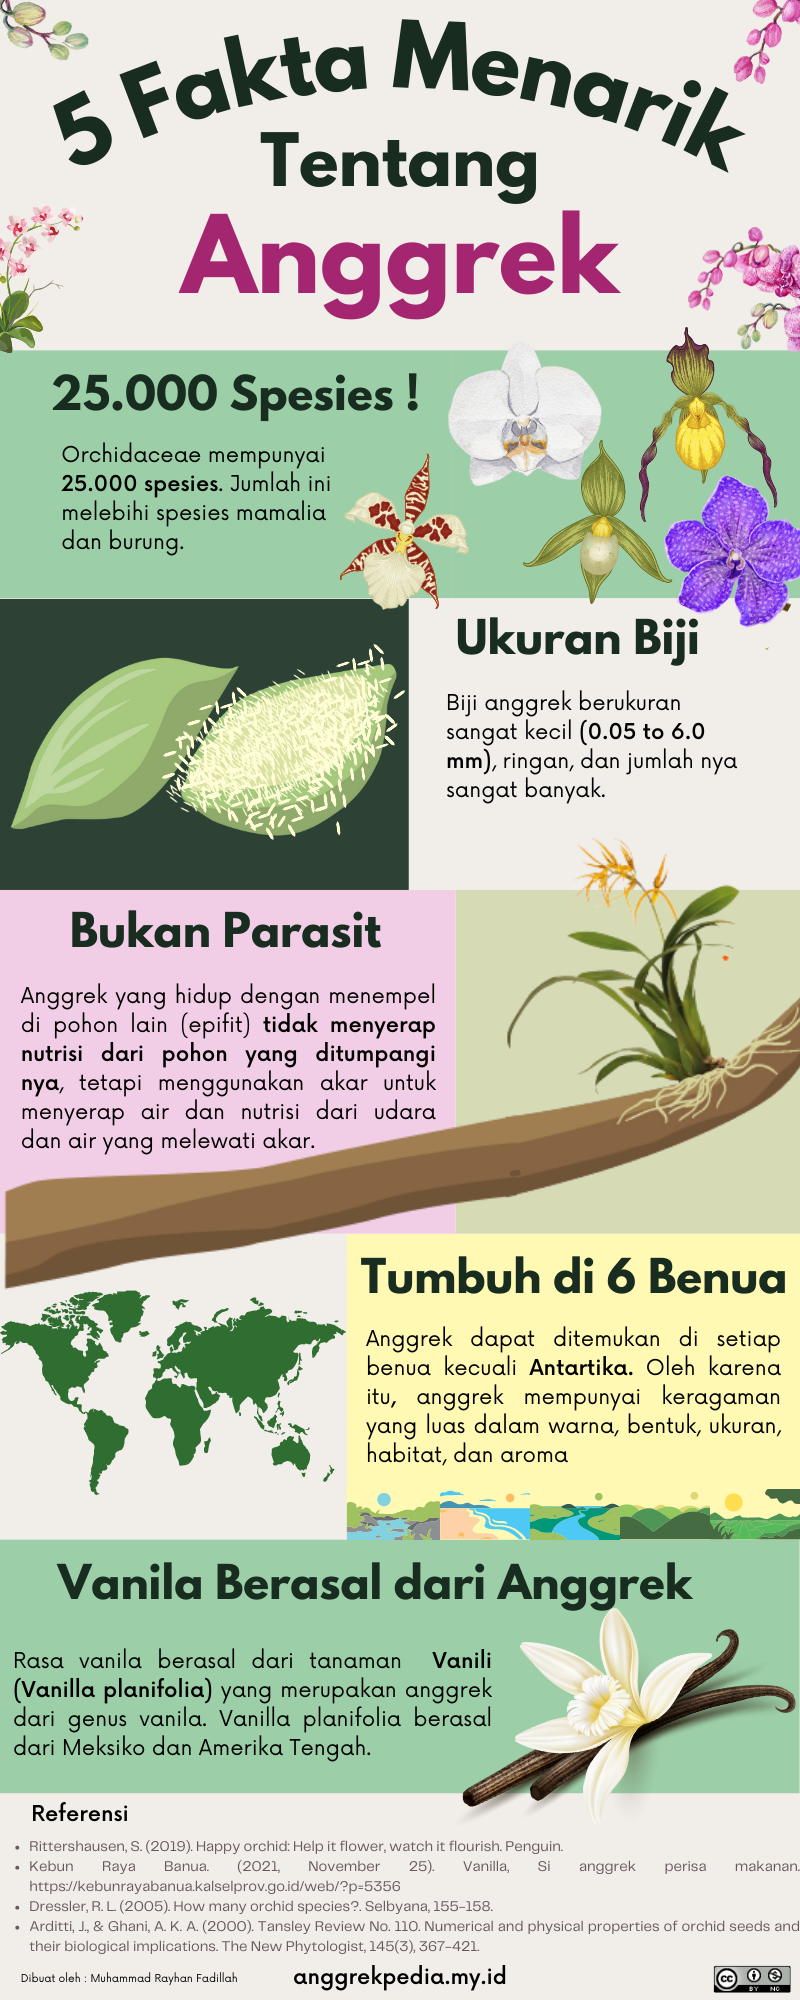 5 Fakta Menarik
Tentang
Anggrek
25.000 Spesies !
Orchidaceae mempunyai
25.000 spesies. Jumlah ini
melebihi spesies mamalia
dan burung.
Ukuran Biji
Biji anggrek berukuran
sangat kecil (0.05 to 6.0
mm), ringan, dan jumlah nya
sangat banyak.
Bukan Parasit
Anggrek yang hidup dengan menempel
di pohon lain (epifit) tidak menyerap
nutrisi dari pohon yang ditumpangi
nya, tetapi menggunakan akar untuk
menyerap air dan nutrisi dari udara
dan air yang melewati akar.
Tumbuh di 6 Benua
Anggrek dapat ditemukan di setiap
benua kecuali Antartika. Oleh karena
itu, anggrek mempunyai keragaman
yang luas dalam warna, bentuk, ukuran,
habitat, dan aroma
Vanila Berasal dari Anggrek
Rasa vanila berasal dari tanaman Vanili
(Vanilla planifolia) yang merupakan anggrek
dari genus vanila. Vanilla planifolia berasal
dari Meksiko dan Amerika Tengah.
Referensi
• Rittershausen, S. (2019). Happy orchid: Help it flower, watch it flourish. Penguin.
• Kebun Raya Banua. (2021, November 25). Vanilla, Si anggrek perisa makanan.
https://kebunrayabanua.kalselprov.go.id/web/?p=5356
• Dressler, R. L. (2005). How many orchid species?. Selbyana, 155-158.
• Arditti, J., & Ghani, A. K. A. (2000). Tansley Review No. 110. Numerical and physical properties of orchid seeds and
their biological implications. The New Phytologist, 145(3), 367-421.
Dibuat oleh : Muhammad Rayhan Fadillah
anggrekpedia.my.id
cc BY NC